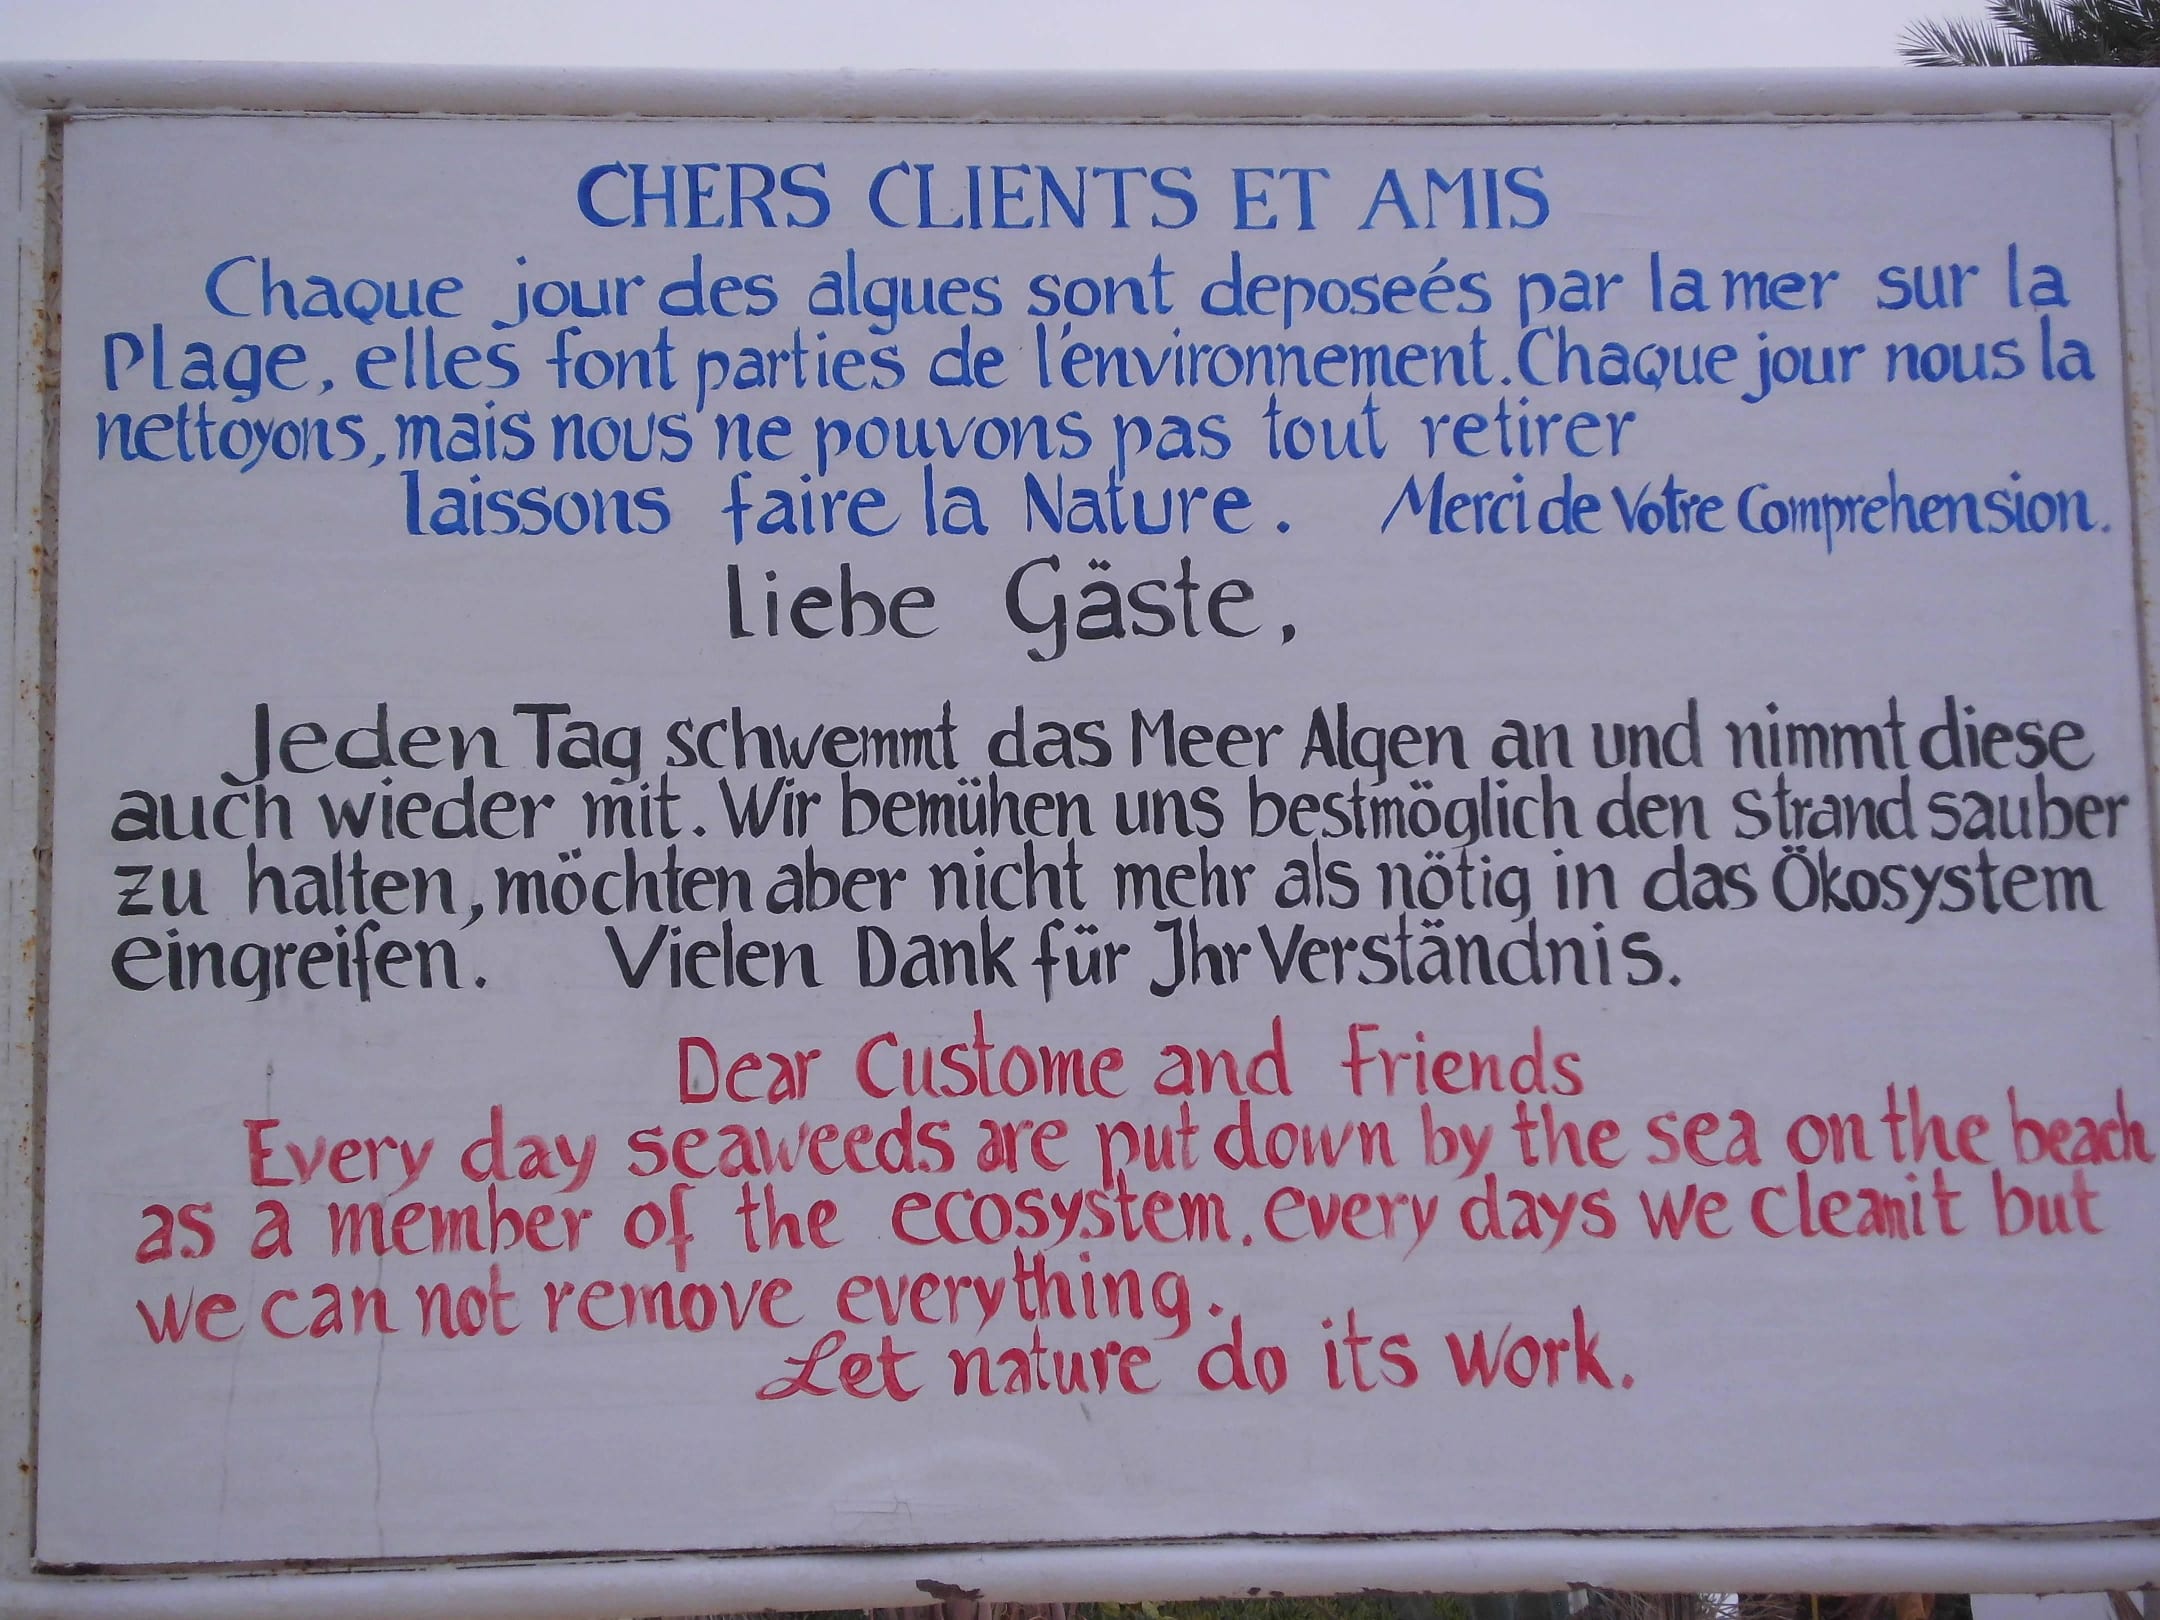 CHERS CLIENTS ET AMIS
Chaque jour des algues sont deposeés par la mer sur la
Plage, elles font parties de l'environnement. Chaque jour nous la
nettoyons, mais nous ne pouvons pas tout retirer
laissons faire la Nature. Merci de Votre Comprehension.
liebe Gäste,
Jeden Tag schwemmt das Meer Algen an und nimmt diese
auch wieder mit. Wir bemühen uns bestmöglich den strand sauber
zu halten, möchten aber nicht mehr als nötig in das Ökosystem
eingreifen. Vielen Dank für Ihr Verständnis.
Dear Custome and friends
Every day seaweeds are put down by the sea on the beach
as a member of the ecosystem. every days we clean it but
we can not remove everything.
Let nature do its work.